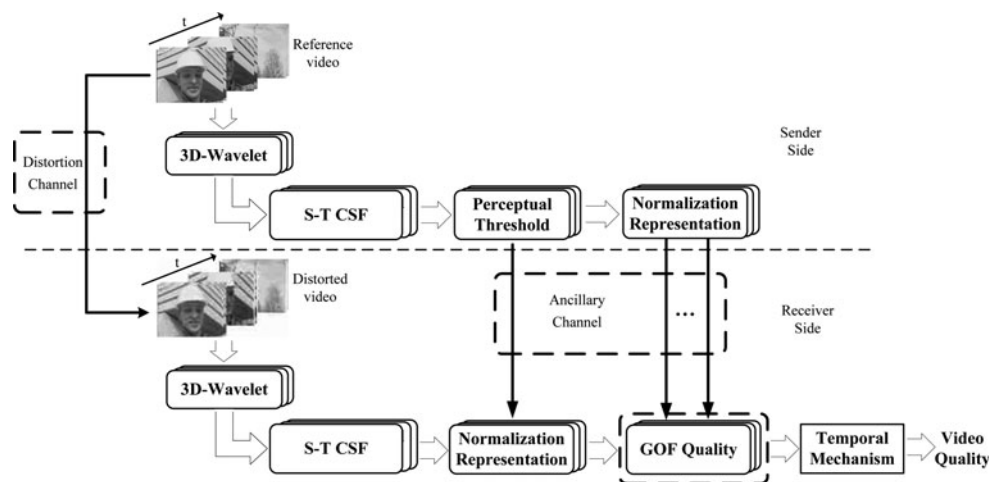 t
Reference
video
3D-Wavelet
Sender
Side
Distortion
Channel
S-T CSF
Perceptual
Threshold
Normalization
Representation
t
Distorted
video
Ancillary
Channel
...
Receiver
Side
3D-Wavelet
S-T CSF
Normalization
Representation
GOF Quality
Temporal
Mechanism
Video
Quality